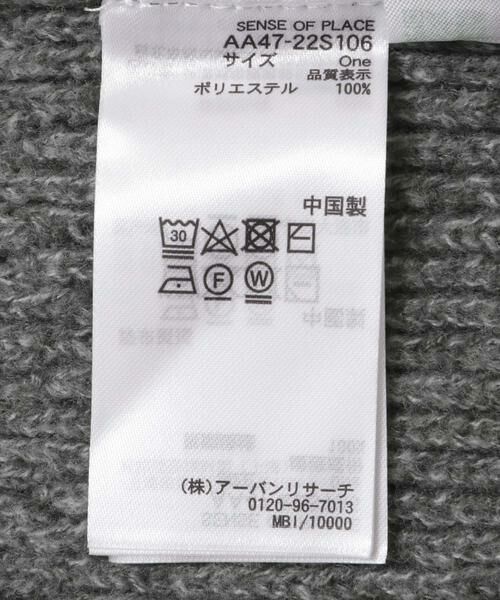 SENSE OF PLACE
AA47-22S106
サイズ One
品質表示
ポリエステル 100%
中国製
30
F W
(株)アーバンリサーチ
0120-96-7013
MBI/10000